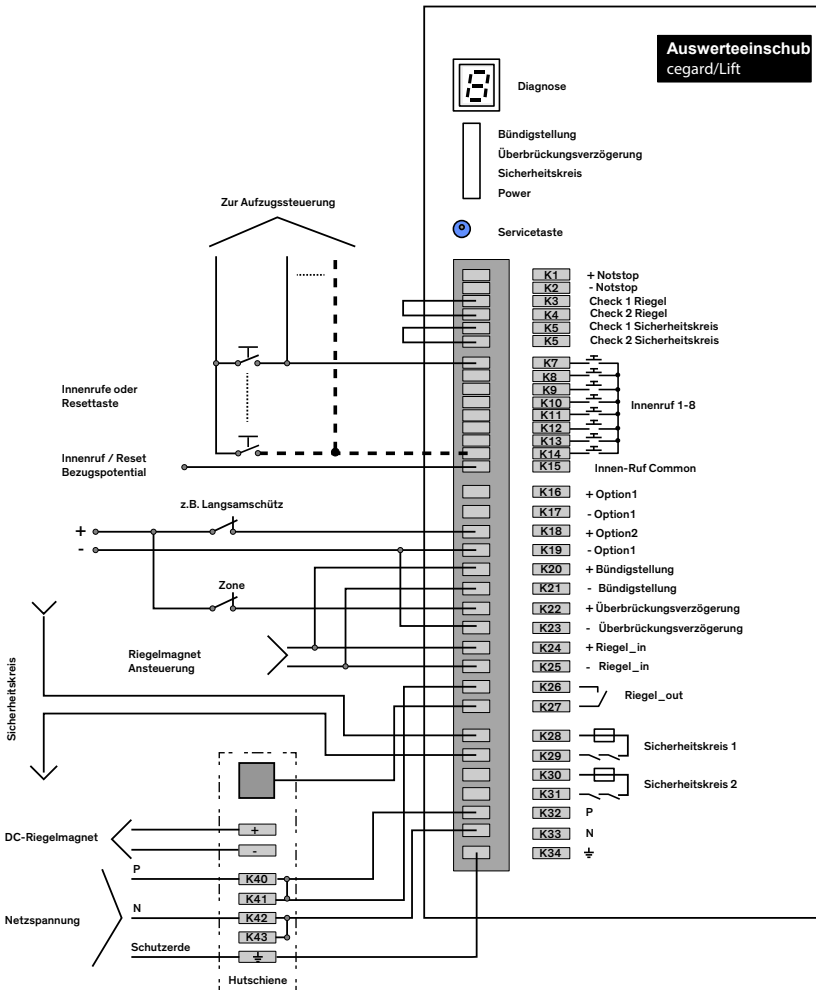 Auswerteeinschub
cegard/Lift
Diagnose
Bündigstellung
Überbrückungsverzögerung
Sicherheitskreis
Power
Servicetaste
Zur Aufzugssteuerung
Innenrufe oder
Resettaste
Innenruf / Reset
Bezugspotential
z.B. Langsamschütz
+
-
Zone
Riegelmagnet
Ansteuerung
Sicherheitskreis
DC-Riegelmagnet
+
-
Netzspannung
P
N
Schutzerde
K40
K41
K42
K43
Hutschiene
K1 + Notstop
K2 - Notstop
K3 Check 1 Riegel
K4 Check 2 Riegel
K5 Check 1 Sicherheitskreis
K5 Check 2 Sicherheitskreis
K7
K8
K9
K10
K11
K12
K13
K14
Innenruf 1-8
K15 Innen-Ruf Common
K16 + Option1
K17 - Option1
K18 + Option2
K19 - Option1
K20 + Bündigstellung
K21 - Bündigstellung
K22 + Überbrückungsverzögerung
K23 - Überbrückungsverzögerung
K24 + Riegel_in
K25 - Riegel_in
K26
K27
Riegel_out
K28
K29
Sicherheitskreis 1
K30
K31
Sicherheitskreis 2
K32 P
K33 N
K34